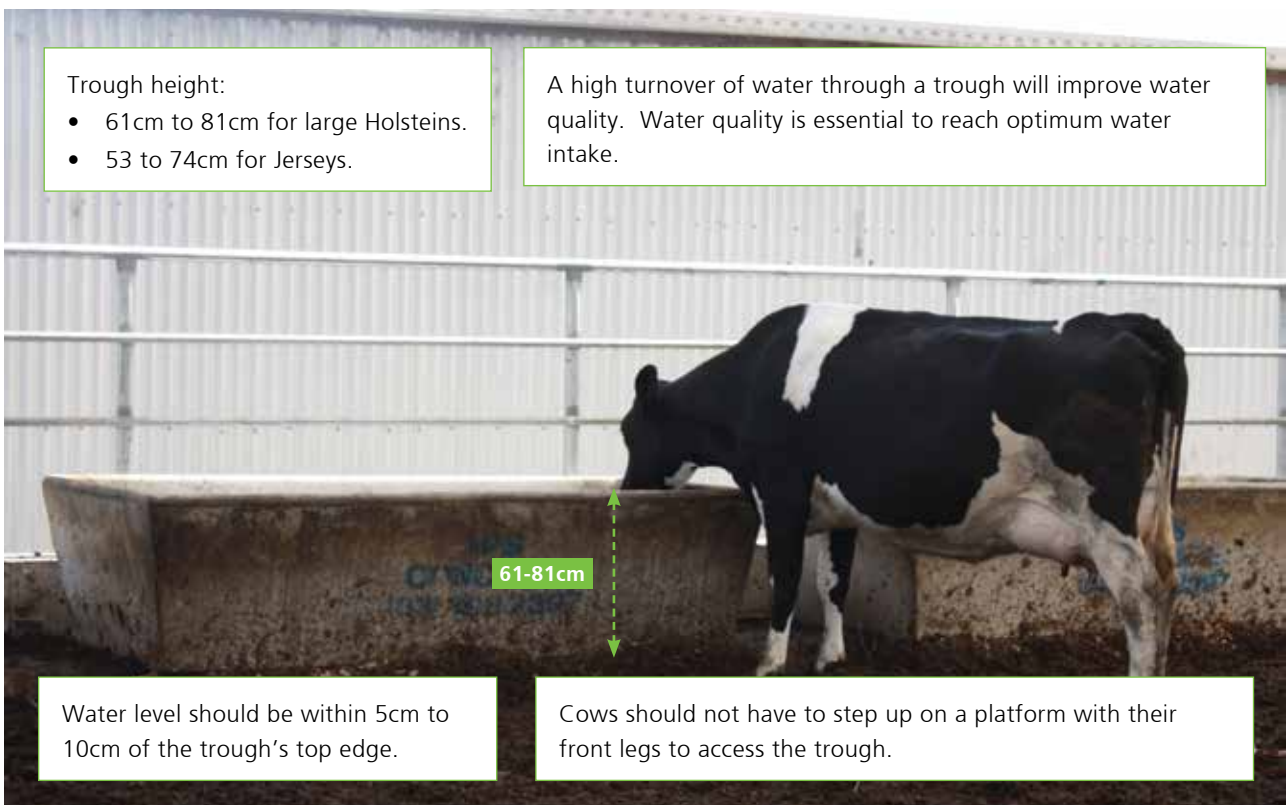 Trough height:
• 61cm to 81cm for large Holsteins.
• 53 to 74cm for Jerseys.
A high turnover of water through a trough will improve water
quality.  Water quality is essential to reach optimum water
intake.
61-81cm
Water level should be within 5cm to
10cm of the trough's top edge.
Cows should not have to step up on a platform with their
front legs to access the trough.